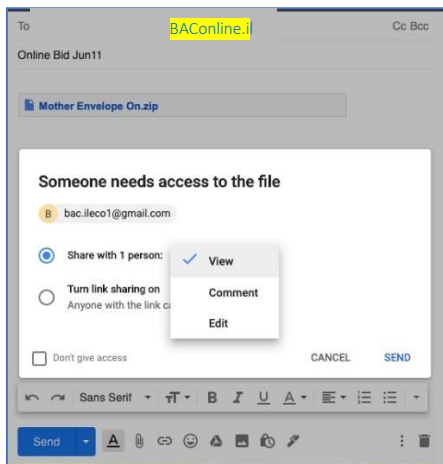 To BAConline.il Cc Bcc
Online Bid Jun11
Mother Envelope On.zip
Someone needs access to the file
B bac.ileco1@gmail.com
Share with 1 person:
View
Turn link sharing on
Comment
Anyone with the link c
Edit
Don't give access CANCEL SEND
Sans Serif B I U A
Send A